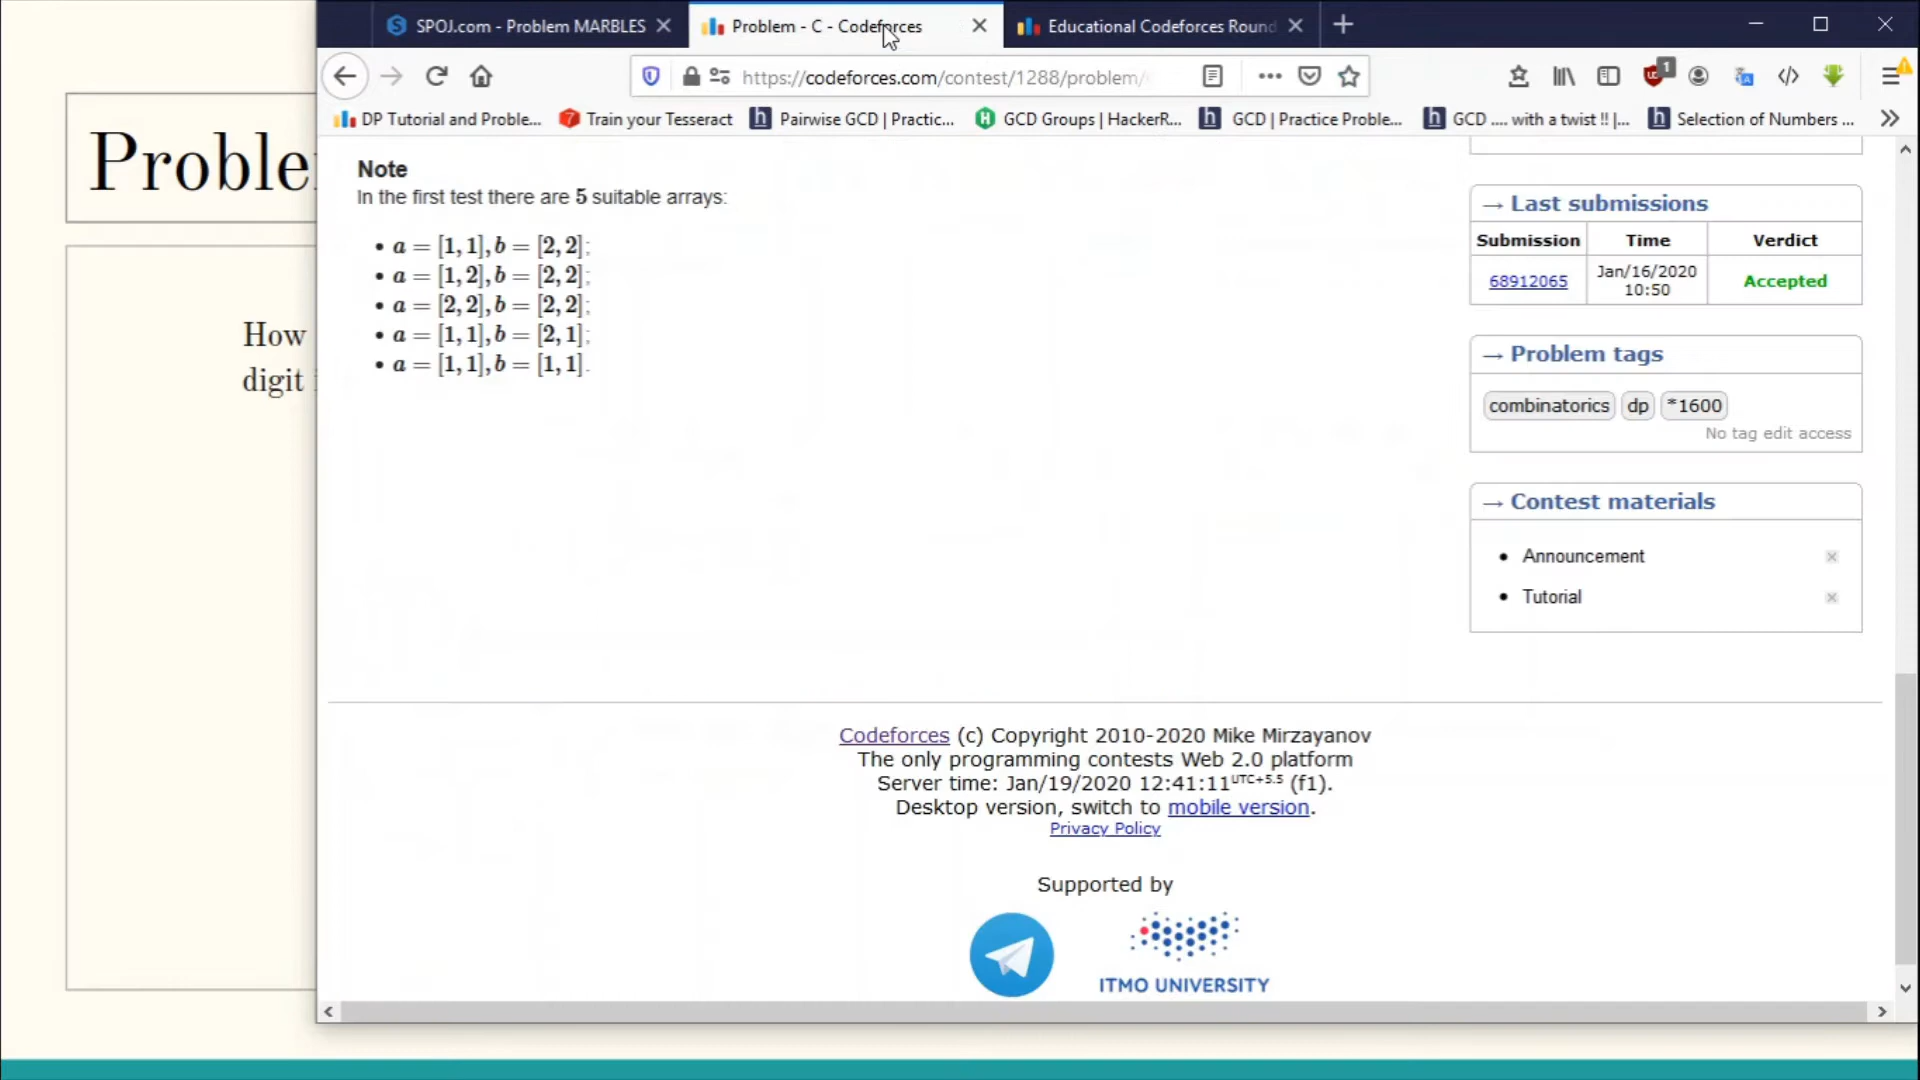 SPOJ.com - Problem MARBLES
Problem - C - Codeforces
Educational Codeforces Round
https://codeforces.com/contest/1288/problem/
1
DP Tutorial and Proble...
Train your Tesseract
Pairwise GCD | Practic...
GCD Groups | HackerR...
GCD | Practice Proble...
GCD .... with a twist !! |...
Selection of Numbers ...
Proble
How
digit
Note
In the first test there are 5 suitable arrays:
• a = [1, 1], b = [2, 2];
• a = [1, 2], b = [2, 2];
• a = [2, 2], b = [2, 2];
• a = [1, 1], b = [2, 1];
• a = [1, 1], b = [1, 1].
→ Last submissions
Submission Time Verdict
68912065 Jan/16/2020 10:50 Accepted
→ Problem tags
combinatorics dp *1600
No tag edit access
→ Contest materials
• Announcement
• Tutorial
Codeforces (c) Copyright 2010-2020 Mike Mirzayanov
The only programming contests Web 2.0 platform
Server time: Jan/19/2020 12:41:11 UTC+5.5 (f1).
Desktop version, switch to mobile version.
Privacy Policy
Supported by
ITMO UNIVERSITY